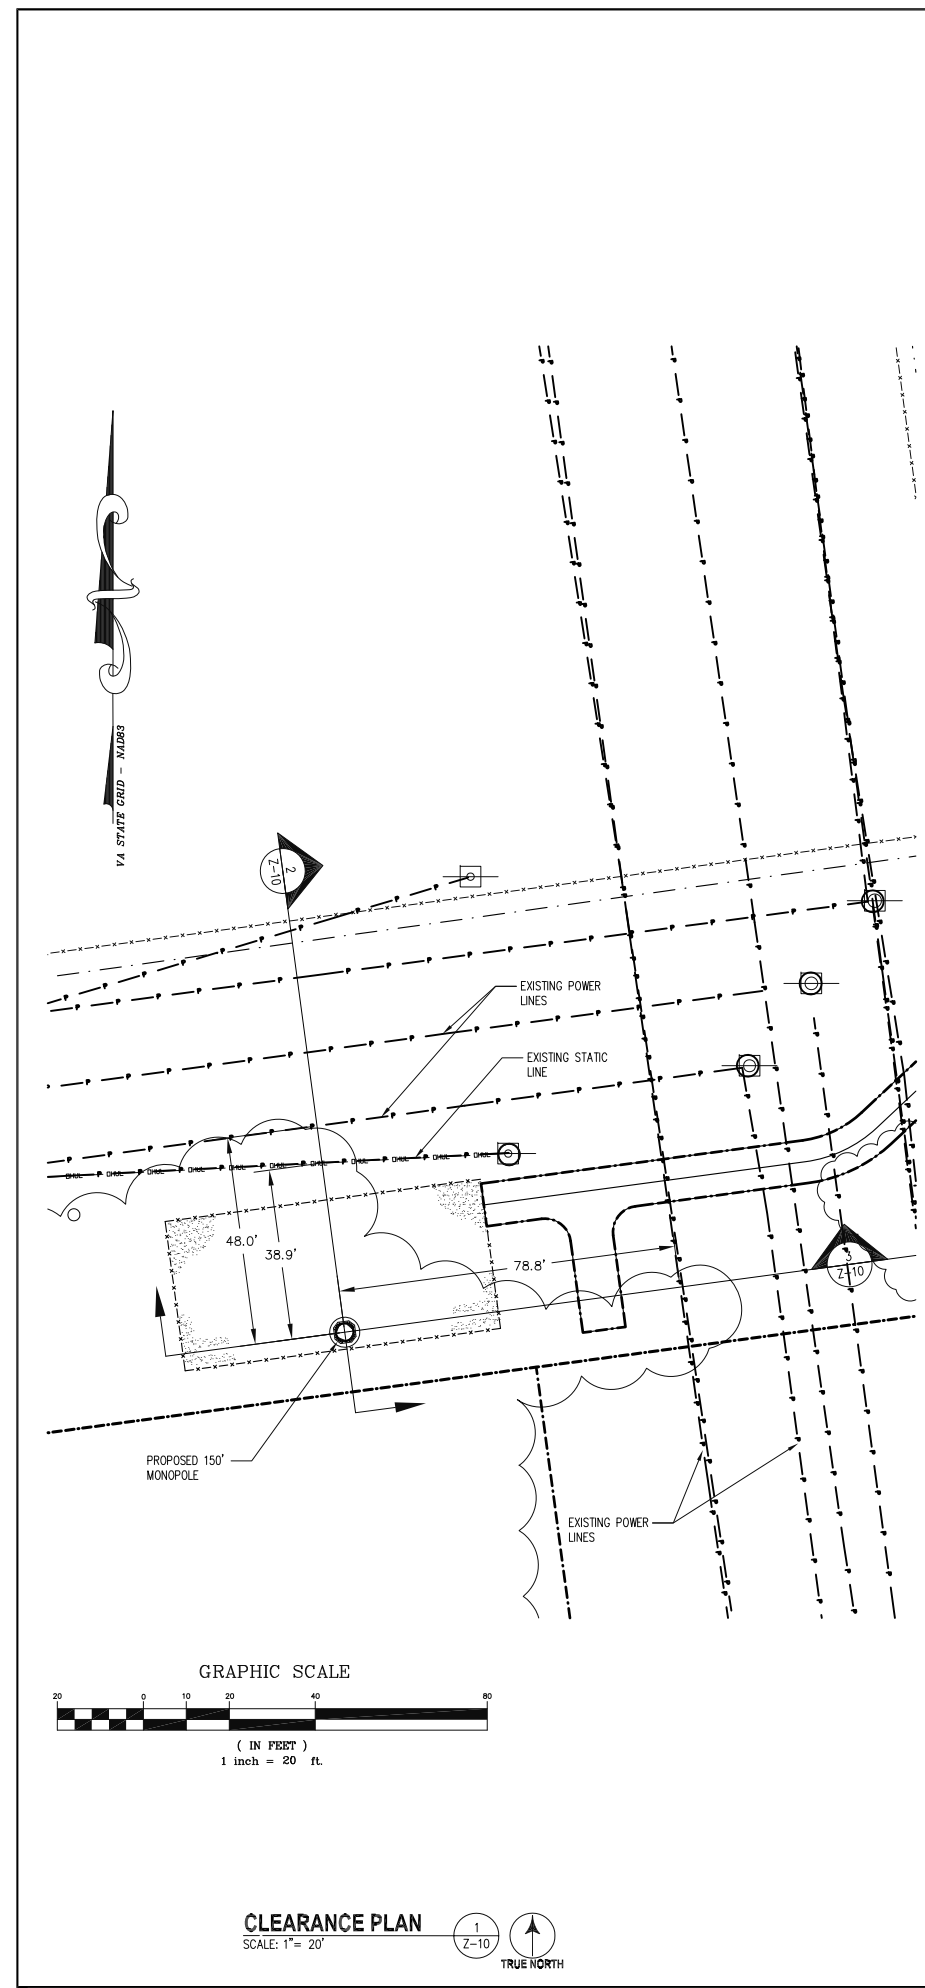 VA STATE GRID - NAD83
2
Z-10
EXISTING POWER
LINES
EXISTING STATIC
LINE
48.0'
38.9'
78.8'
3
Z-10
PROPOSED 150'
MONOPOLE
EXISTING POWER
LINES
GRAPHIC SCALE
20 0 10 20 40 80
( IN FEET )
1 inch = 20 ft.
CLEARANCE PLAN
SCALE: 1"= 20'
1
Z-10
TRUE NORTH